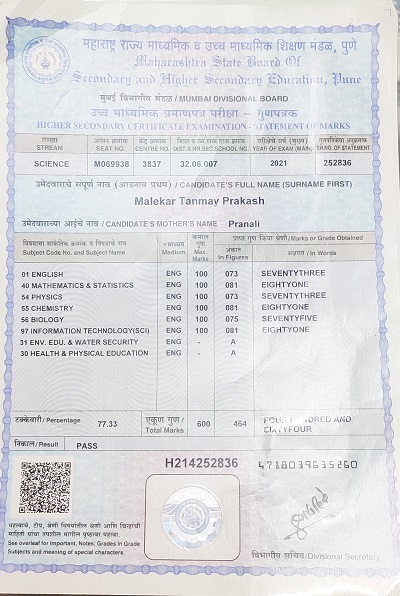 महाराष्ट्र राज्य माध्यमिक व उच्च माध्यमिक शिक्षण मंडळ, पुणे
Maharashtra State Board Of
Secondary and Higher Secondary Education, Pune
मुंबई विभागीय मंडळ / MUMBAI DIVISIONAL BOARD
उच्च माध्यमिक प्रमाणपत्र परीक्षा - गुणपत्रक
HIGHER SECONDARY CERTIFICATE EXAMINATION - STATEMENT OF MARKS
STREAM SEAT NO. CENTRE NO. DIST & HR.SEC.SCHOOL NO. YEAR OF EXAM (MAIN) SR.NO. OF STATEMENT
SCIENCE M069938 3837 32.06.007 2021 252836
उमेदवाराचे संपूर्ण नाव (आडनाव प्रथम) / CANDIDATE'S FULL NAME (SURNAME FIRST)
Malekar Tanmay Prakash
उमेदवाराच्या आईचे नाव / CANDIDATE'S MOTHER'S NAME Pranali
विषयाचा सांकेतिक क्रमांक व विषयाचे नाव
Subject Code No. and Subject Name
माध्यम
Medium
कमाल गुण
Max. Marks
प्राप्त गुण किंवा श्रेणी/Marks or Grade Obtained
अंकात
In Figures
अक्षरात / In Words
01 ENGLISH ENG 100 073 SEVENTYTHREE
40 MATHEMATICS & STATISTICS ENG 100 081 EIGHTYONE
54 PHYSICS ENG 100 073 SEVENTYTHREE
55 CHEMISTRY ENG 100 081 EIGHTYONE
56 BIOLOGY ENG 100 075 SEVENTYFIVE
97 INFORMATION TECHNOLOGY(SCI) ENG 100 081 EIGHTYONE
31 ENV. EDU. & WATER SECURITY ENG - A
30 HEALTH & PHYSICAL EDUCATION ENG - A
टक्केवारी / Percentage 77.33 एकूण गुण / Total Marks 600 464 FOUR HUNDRED AND SIXTYFOUR
निकाल / Result PASS
H214252836 4718039635260
महत्वाचे, टीप, श्रेणी विषयांतील श्रेणी आणि चिन्हांची
माहिती यांचा तपशील मागील पृष्ठावर पहावा.
See overleaf for Important, Notes, Grades in Grade
Subjects and meaning of special characters.
विभागीय सचिव/Divisional Secretary